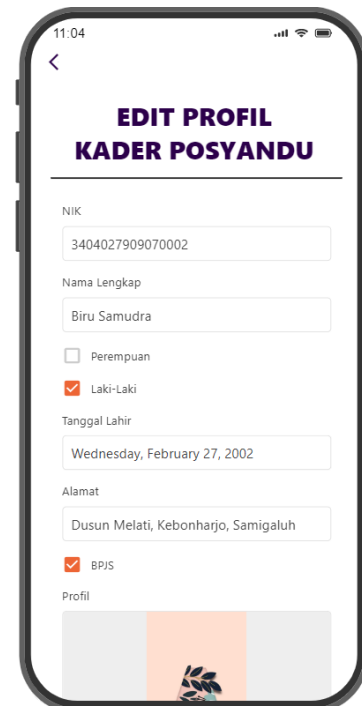 11:04
EDIT PROFIL
KADER POSYANDU
NIK
3404027909070002
Nama Lengkap
Biru Samudra
Perempuan
Laki-Laki
Tanggal Lahir
Wednesday, February 27, 2002
Alamat
Dusun Melati, Kebonharjo, Samigaluh
BPJS
Profil